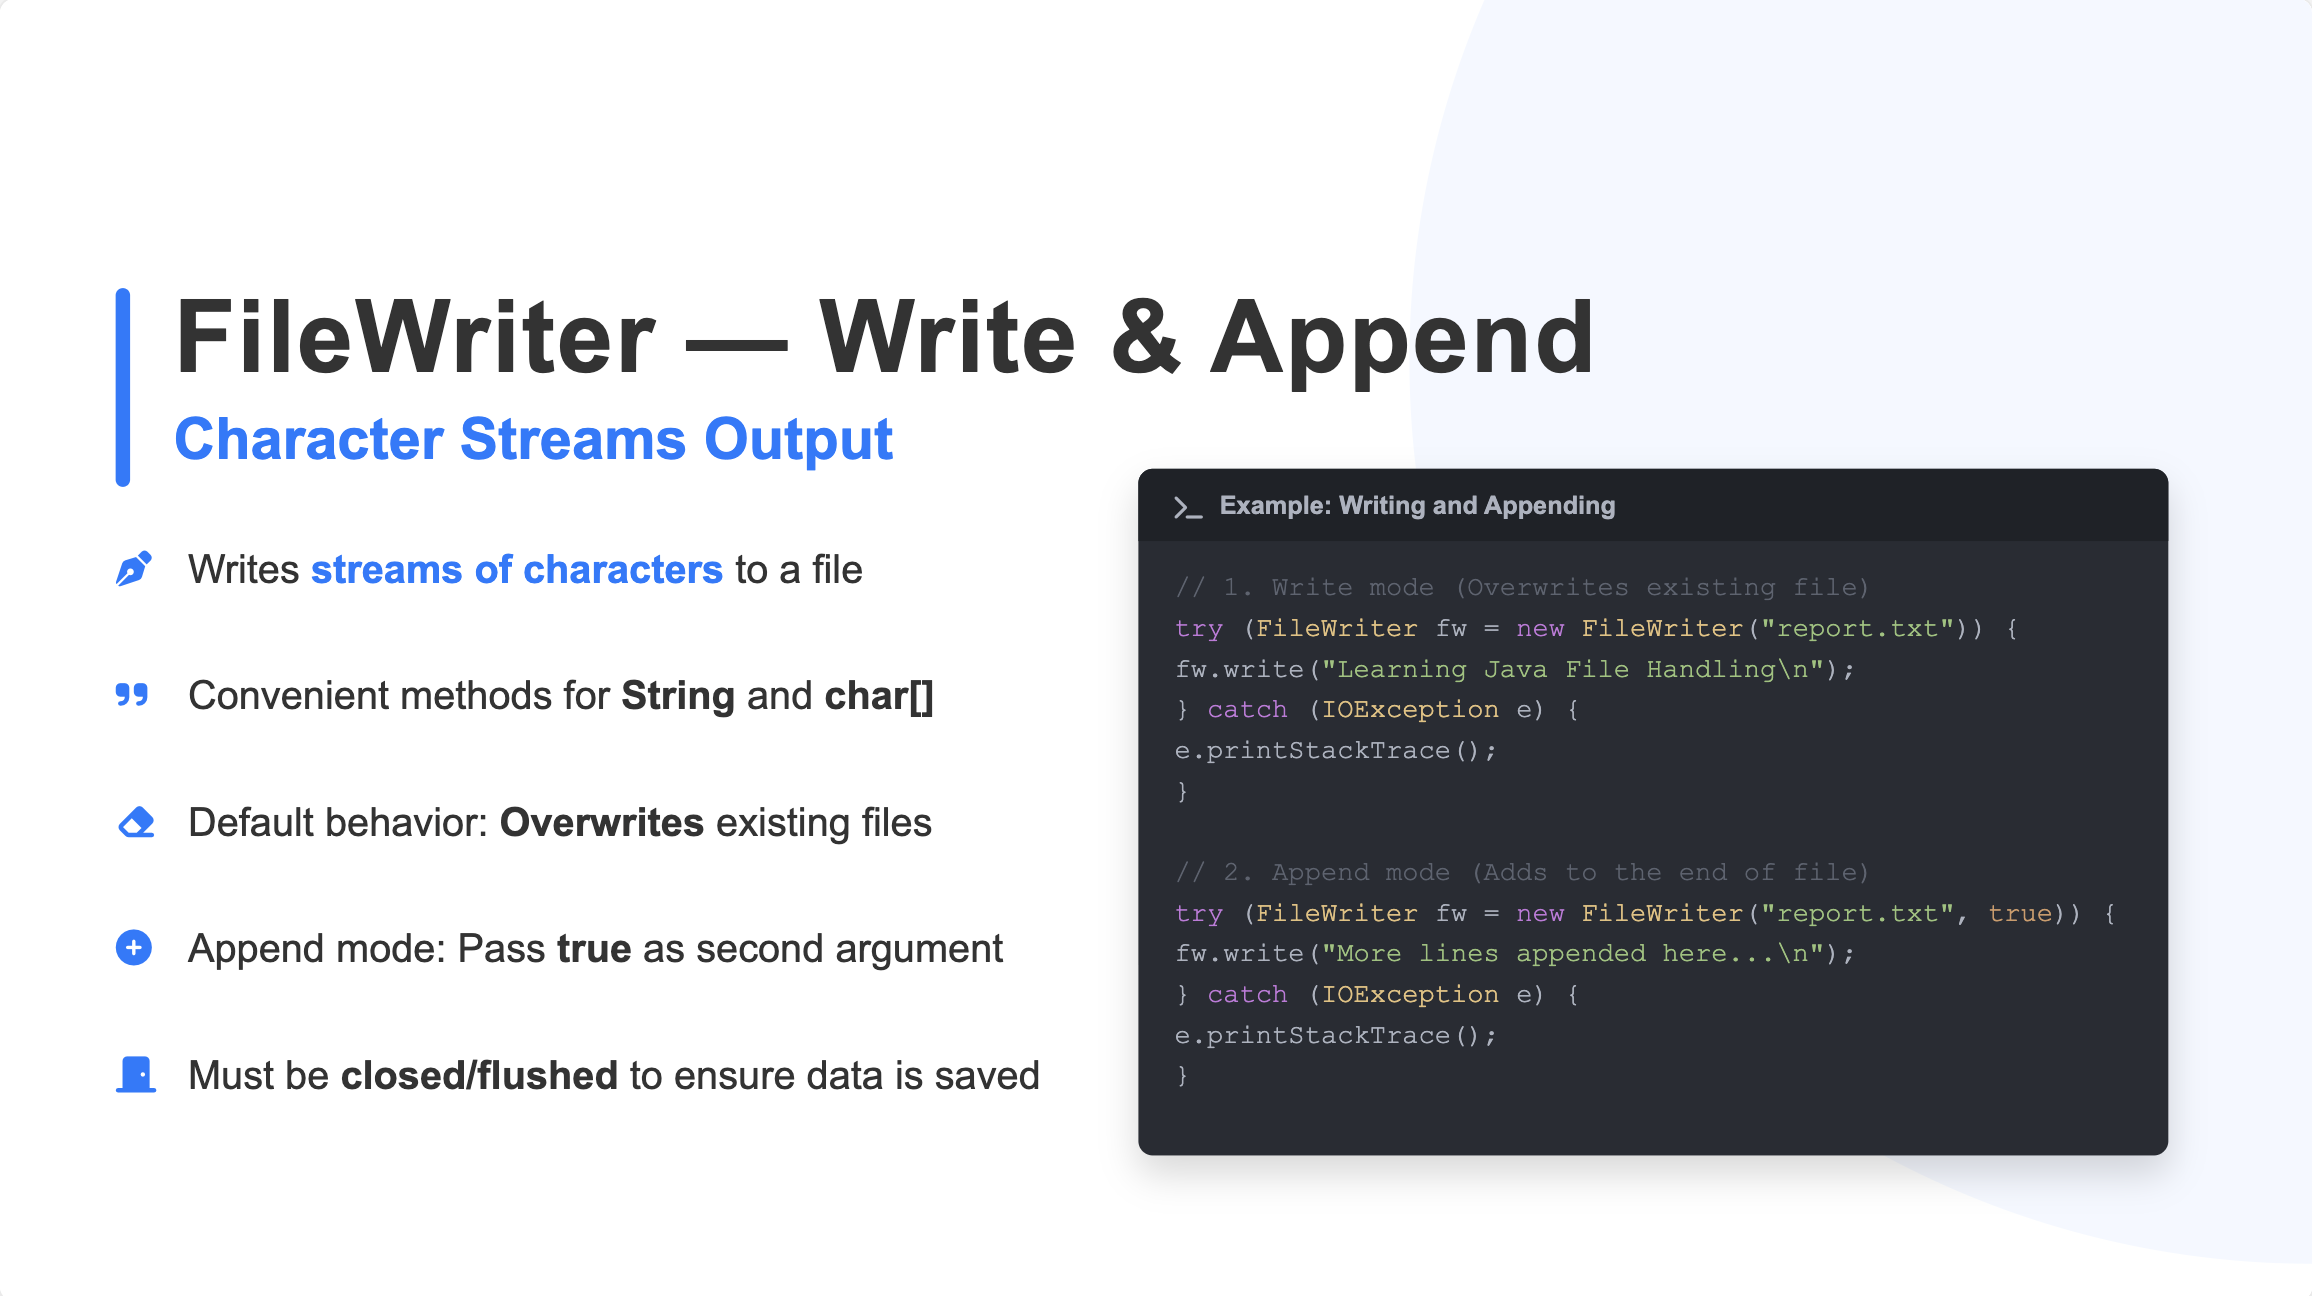 FileWriter — Write & Append
Character Streams Output
Writes streams of characters to a file
Convenient methods for String and char[]
Default behavior: Overwrites existing files
Append mode: Pass true as second argument
Must be closed/flushed to ensure data is saved
Example: Writing and Appending
// 1. Write mode (Overwrites existing file)
try (FileWriter fw = new FileWriter("report.txt")) {
fw.write("Learning Java File Handling\n");
} catch (IOException e) {
e.printStackTrace();
}
// 2. Append mode (Adds to the end of file)
try (FileWriter fw = new FileWriter("report.txt", true)) {
fw.write("More lines appended here...\n");
} catch (IOException e) {
e.printStackTrace();
}